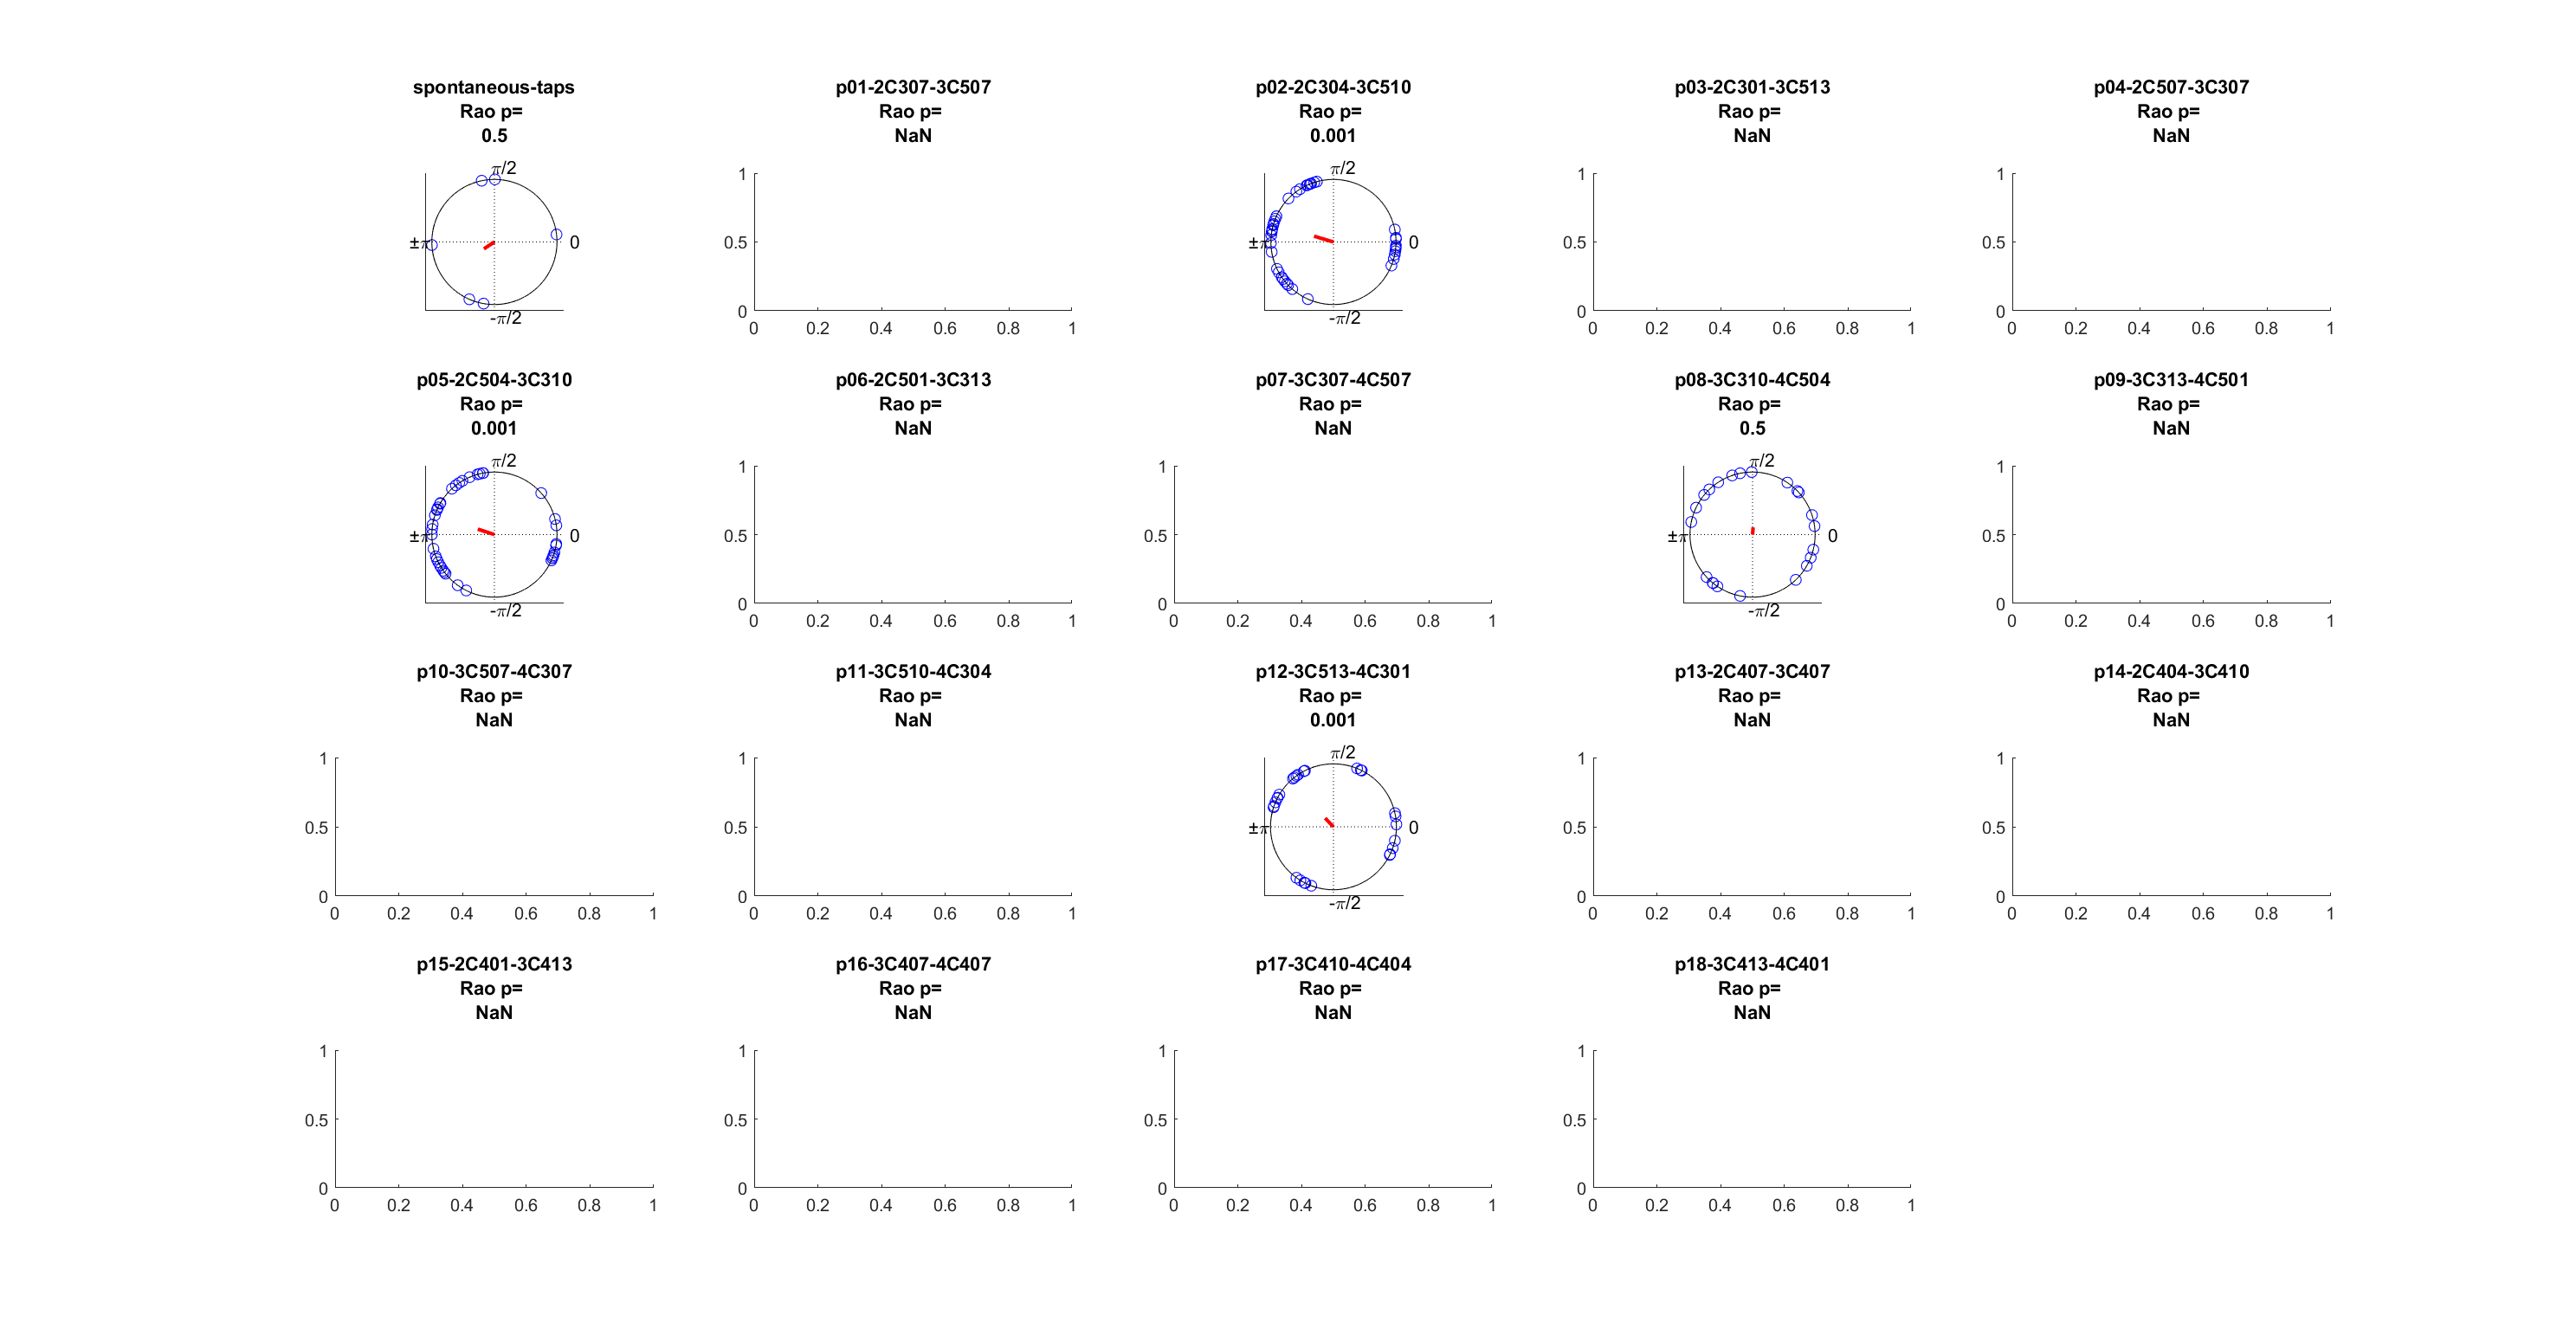 spontaneous-taps
Rao p=
0.5
π/2
±π
0
-π/2
p01-2C307-3C507
Rao p=
NaN
1
0.5
0
0 0.2 0.4 0.6 0.8 1
p02-2C304-3C510
Rao p=
0.001
π/2
±π
0
-π/2
p03-2C301-3C513
Rao p=
NaN
1
0.5
0
0 0.2 0.4 0.6 0.8 1
p04-2C507-3C307
Rao p=
NaN
1
0.5
0
0 0.2 0.4 0.6 0.8 1
p05-2C504-3C310
Rao p=
0.001
π/2
±π
0
-π/2
p06-2C501-3C313
Rao p=
NaN
1
0.5
0
0 0.2 0.4 0.6 0.8 1
p07-3C307-4C507
Rao p=
NaN
1
0.5
0
0 0.2 0.4 0.6 0.8 1
p08-3C310-4C504
Rao p=
0.5
π/2
±π
0
-π/2
p09-3C313-4C501
Rao p=
NaN
1
0.5
0
0 0.2 0.4 0.6 0.8 1
p10-3C507-4C307
Rao p=
NaN
1
0.5
0
0 0.2 0.4 0.6 0.8 1
p11-3C510-4C304
Rao p=
NaN
1
0.5
0
0 0.2 0.4 0.6 0.8 1
p12-3C513-4C301
Rao p=
0.001
π/2
±π
0
-π/2
p13-2C407-3C407
Rao p=
NaN
1
0.5
0
0 0.2 0.4 0.6 0.8 1
p14-2C404-3C410
Rao p=
NaN
1
0.5
0
0 0.2 0.4 0.6 0.8 1
p15-2C401-3C413
Rao p=
NaN
1
0.5
0
0 0.2 0.4 0.6 0.8 1
p16-3C407-4C407
Rao p=
NaN
1
0.5
0
0 0.2 0.4 0.6 0.8 1
p17-3C410-4C404
Rao p=
NaN
1
0.5
0
0 0.2 0.4 0.6 0.8 1
p18-3C413-4C401
Rao p=
NaN
1
0.5
0
0 0.2 0.4 0.6 0.8 1